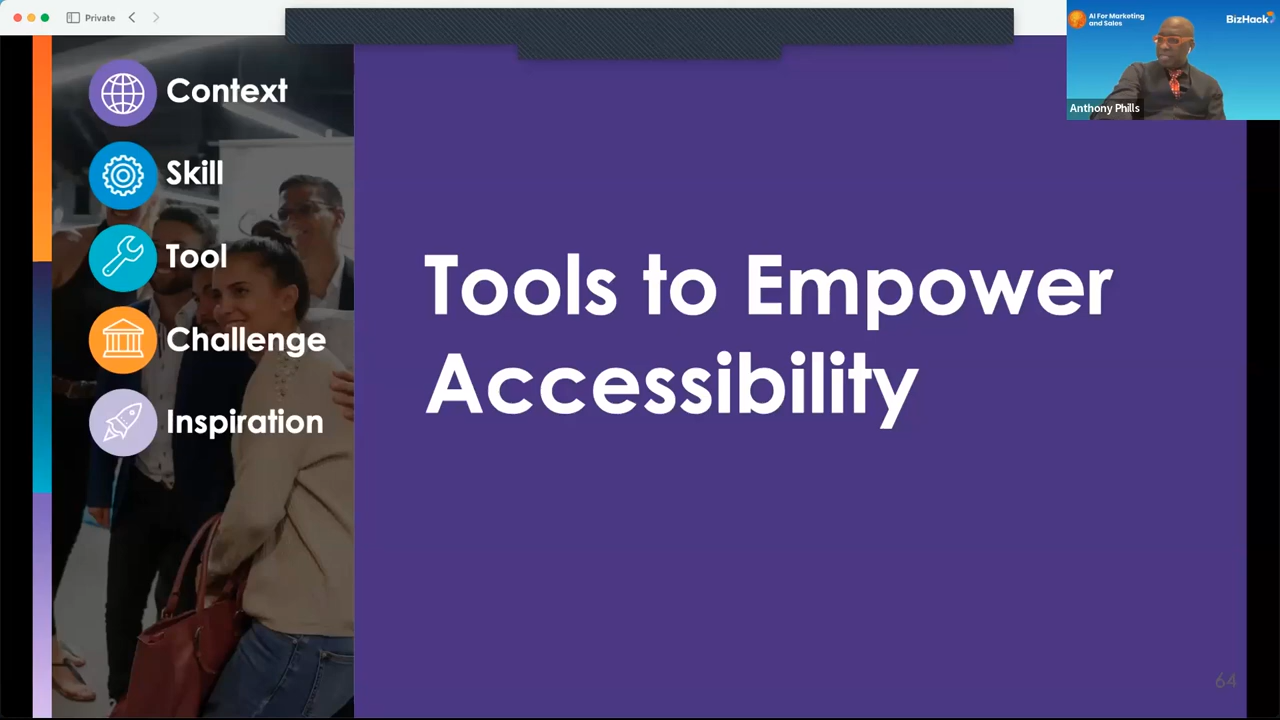 Private
AI For Marketing
and Sales
BizHack
Anthony Phills
Context
Skill
Tool
Challenge
Inspiration
Tools to Empower
Accessibility
64